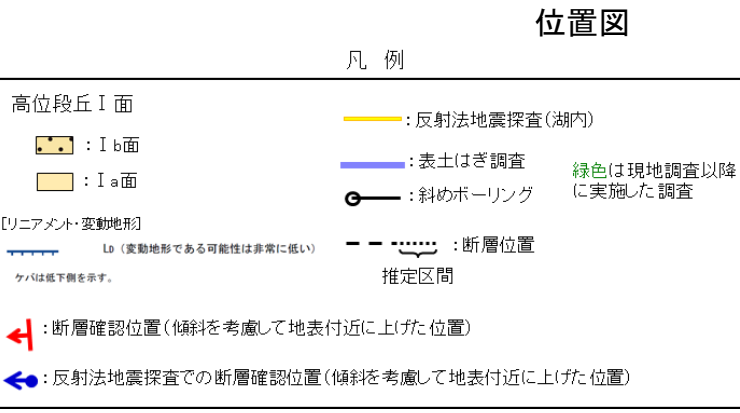 位置図
凡 例
高位段丘Ⅰ面
：Ⅰb面
：Ⅰa面
[リニアメント・変動地形]
LD（変動地形である可能性は非常に低い）
ケバは低下側を示す。
：反射法地震探査(湖内)
：表土はぎ調査
：斜めボーリング
：断層位置
推定区間
緑色は現地調査以降
に実施した調査
：断層確認位置(傾斜を考慮して地表付近に上げた位置)
：反射法地震探査での断層確認位置(傾斜を考慮して地表付近に上げた位置)